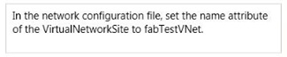 In the network configuration file, set the name attribute
of the VirtualNetworkSite to fabTestVNet.